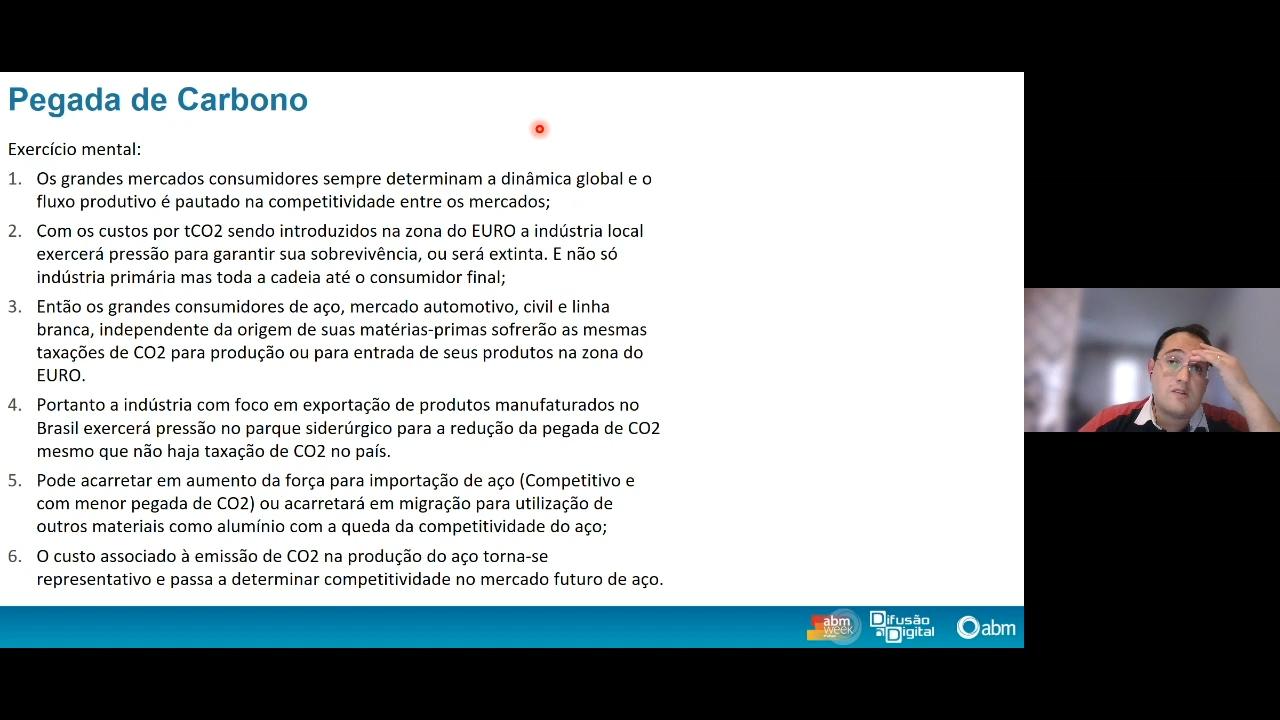 Pegada de Carbono
Exercício mental:
1. Os grandes mercados consumidores sempre determinam a dinâmica global e o
fluxo produtivo é pautado na competitividade entre os mercados;
2. Com os custos por tCO2 sendo introduzidos na zona do EURO a indústria local
exercerá pressão para garantir sua sobrevivência, ou será extinta. E não só
indústria primária mas toda a cadeia até o consumidor final;
3. Então os grandes consumidores de aço, mercado automotivo, civil e linha
branca, independente da origem de suas matérias-primas sofrerão as mesmas
taxações de CO2 para produção ou para entrada de seus produtos na zona do
EURO.
4. Portanto a indústria com foco em exportação de produtos manufaturados no
Brasil exercerá pressão no parque siderúrgico para a redução da pegada de CO2
mesmo que não haja taxação de CO2 no país.
5. Pode acarretar em aumento da força para importação de aço (Competitivo e
com menor pegada de CO2) ou acarretará em migração para utilização de
outros materiais como alumínio com a queda da competitividade do aço;
6. O custo associado à emissão de CO2 na produção do aço torna-se
representativo e passa a determinar competitividade no mercado futuro de aço.
abm
week
Difusão
Digital
abm